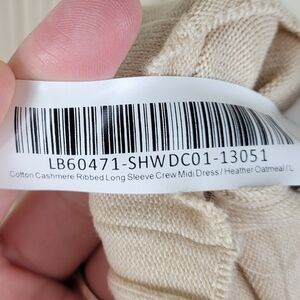 LB60471-SHWDC01-13051
Cotton Cashmere Ribbed Long Sleeve Crew Midi Dress / Heather Oatmeal / L